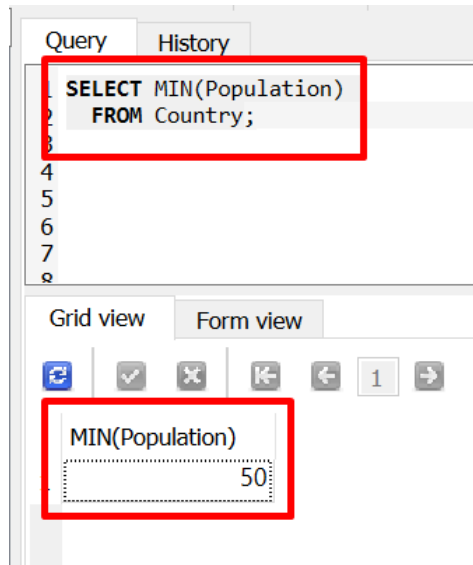 Query History
1 SELECT MIN(Population)
2 FROM Country;
3
4
5
6
7
8
Grid view Form view
1
MIN(Population)
1 50